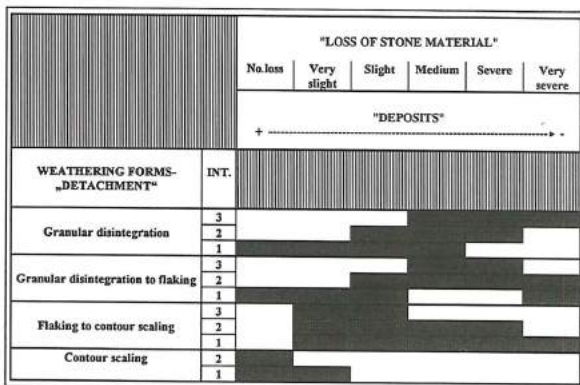 "LOSS OF STONE MATERIAL"
No.loss Very slight Slight Medium Severe Very severe
"DEPOSITS"
+ -
WEATHERING FORMS- INT.
„DETACHMENT“
3
Granular disintegration 2
1
3
Granular disintegration to flaking 2
1
3
Flaking to contour scaling 2
1
Contour scaling 2
1